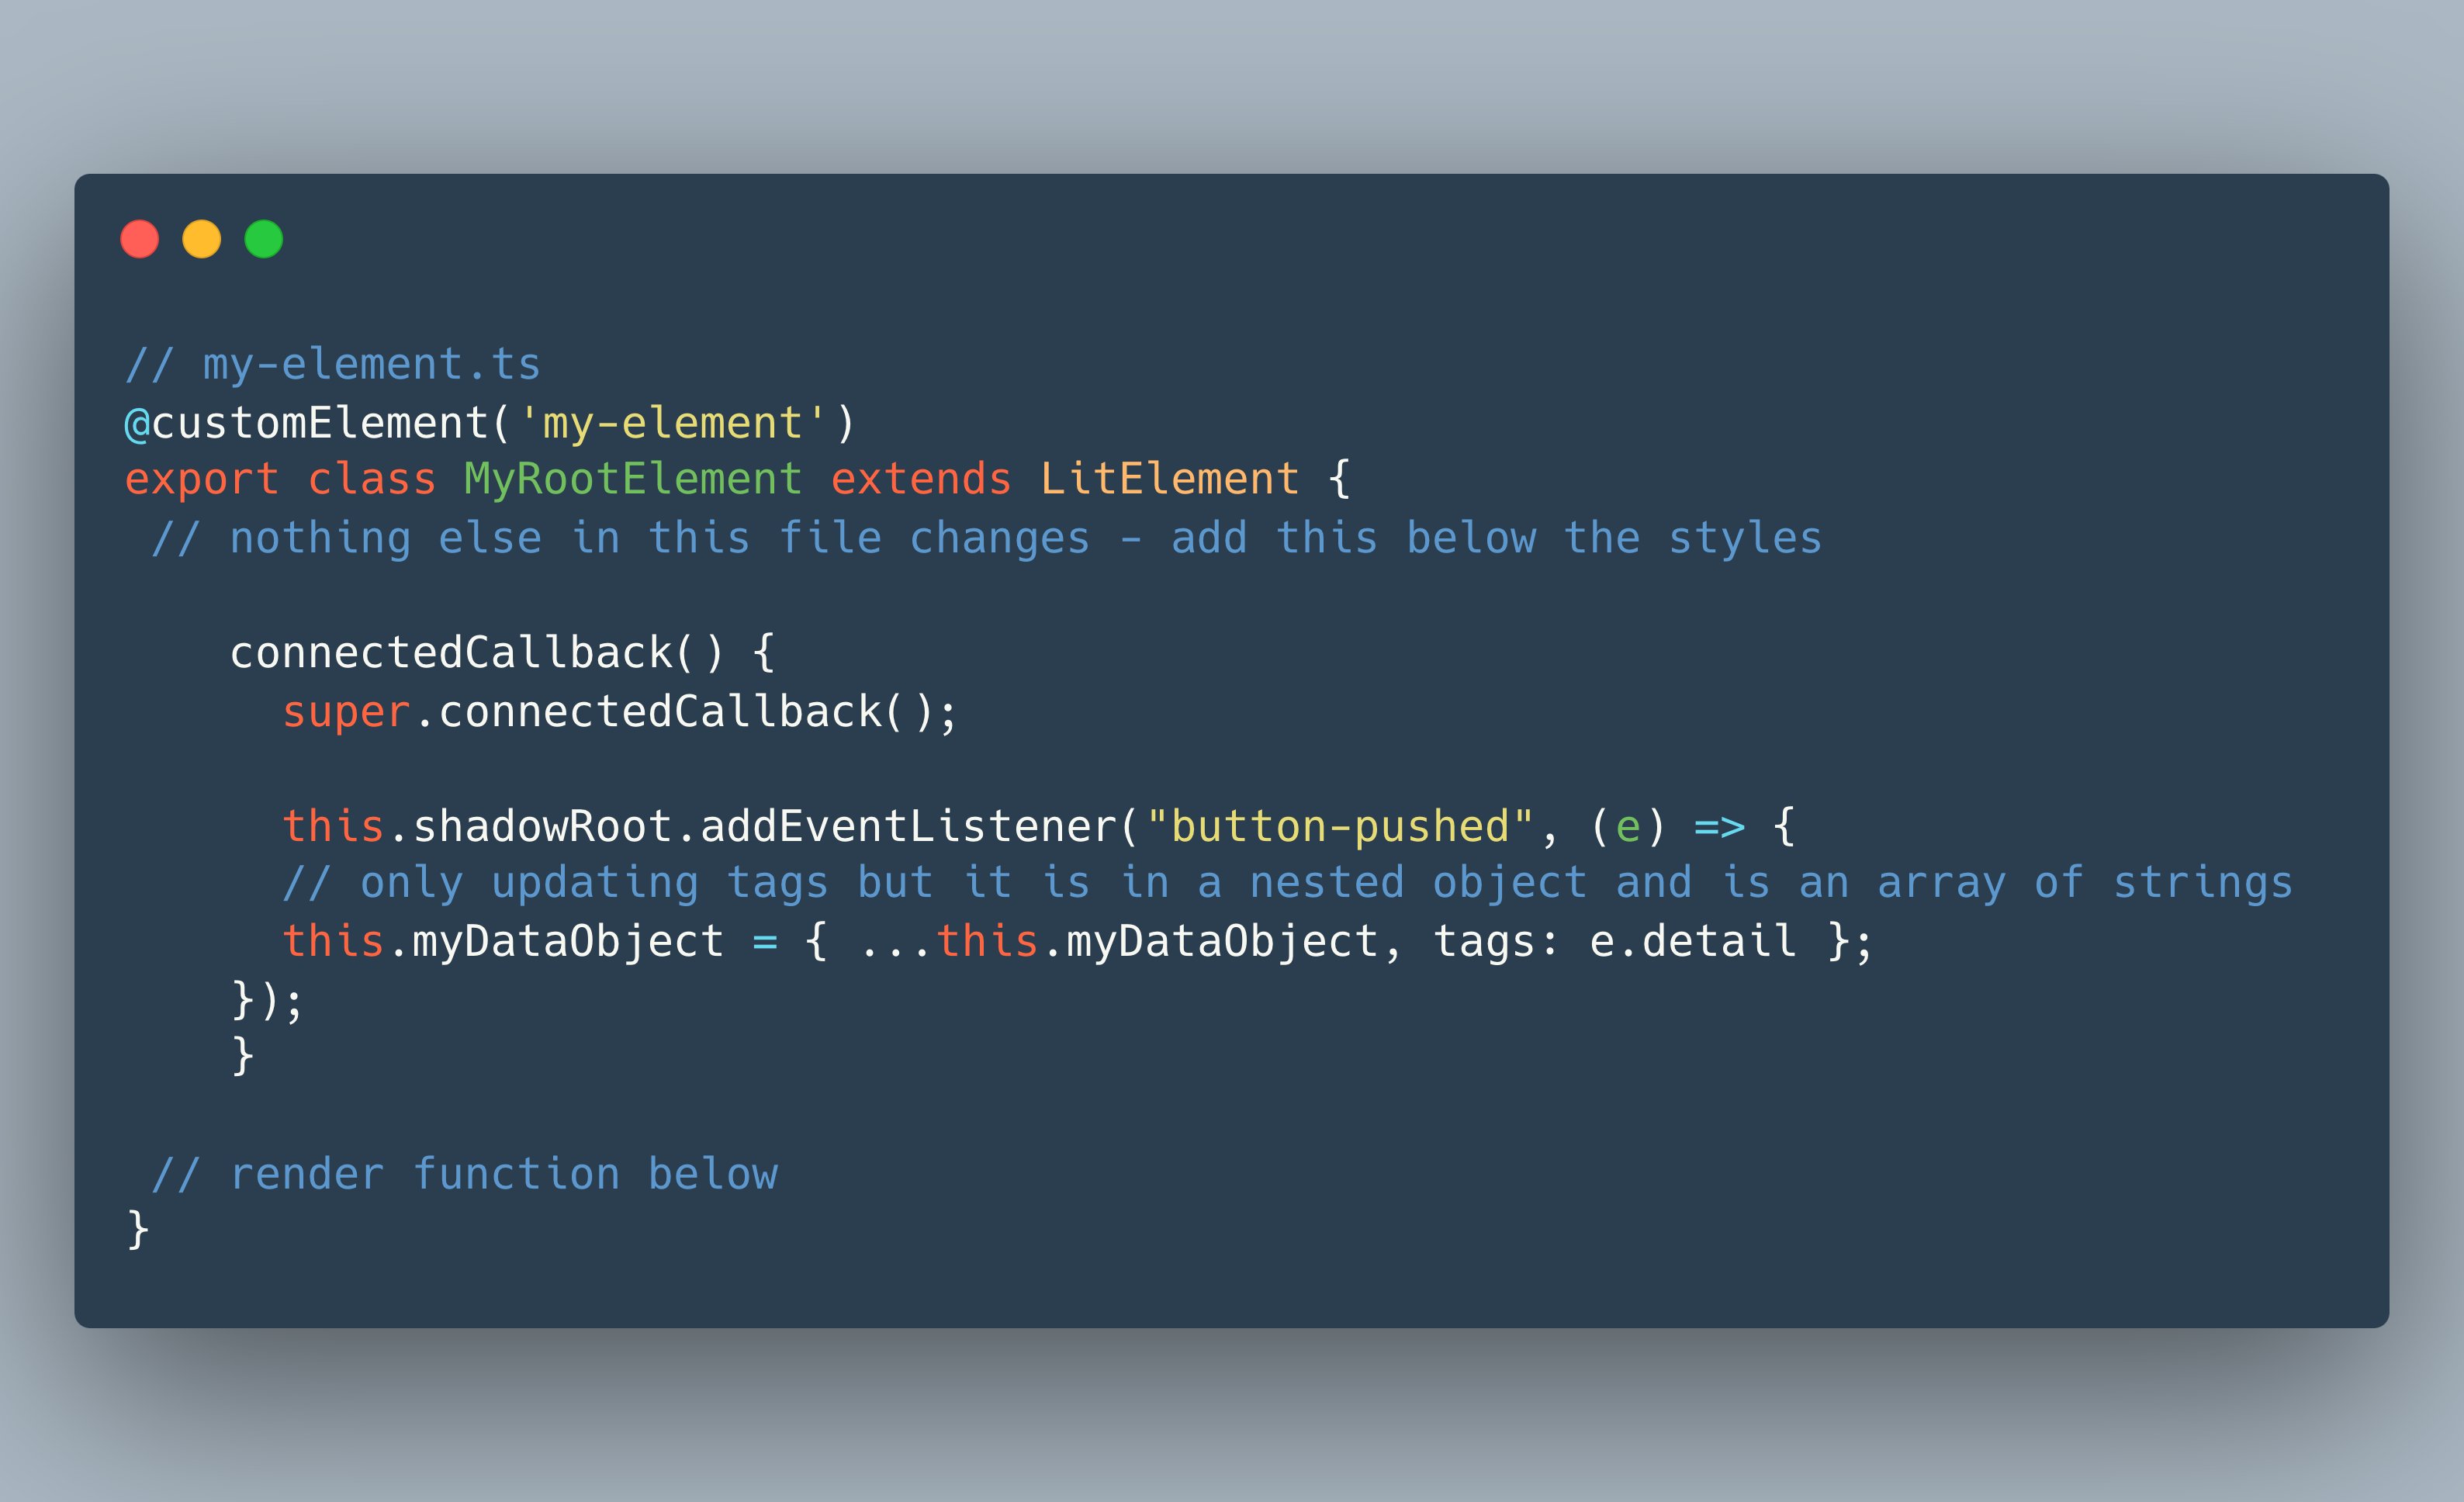 // my-element.ts
@customElement('my-element')
export class MyRootElement extends LitElement {
 // nothing else in this file changes - add this below the styles

    connectedCallback() {
      super.connectedCallback();

      this.shadowRoot.addEventListener("button-pushed", (e) => {
      // only updating tags but it is in a nested object and is an array of strings
      this.myDataObject = { ...this.myDataObject, tags: e.detail };
    });
    }

 // render function below
}